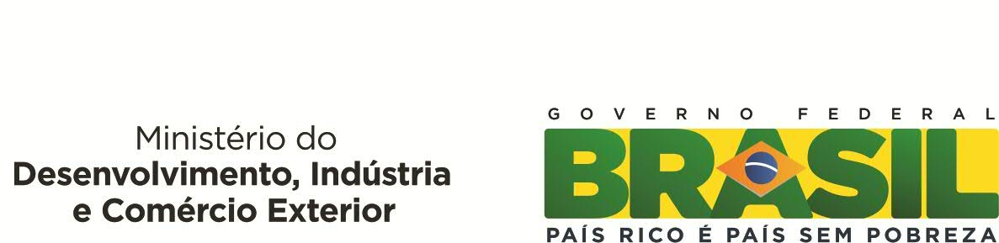 Ministério do
Desenvolvimento, Indústria
e Comércio Exterior
GOVERNO FEDERAL
BRASIL
PAÍS RICO É PAÍS SEM POBREZA